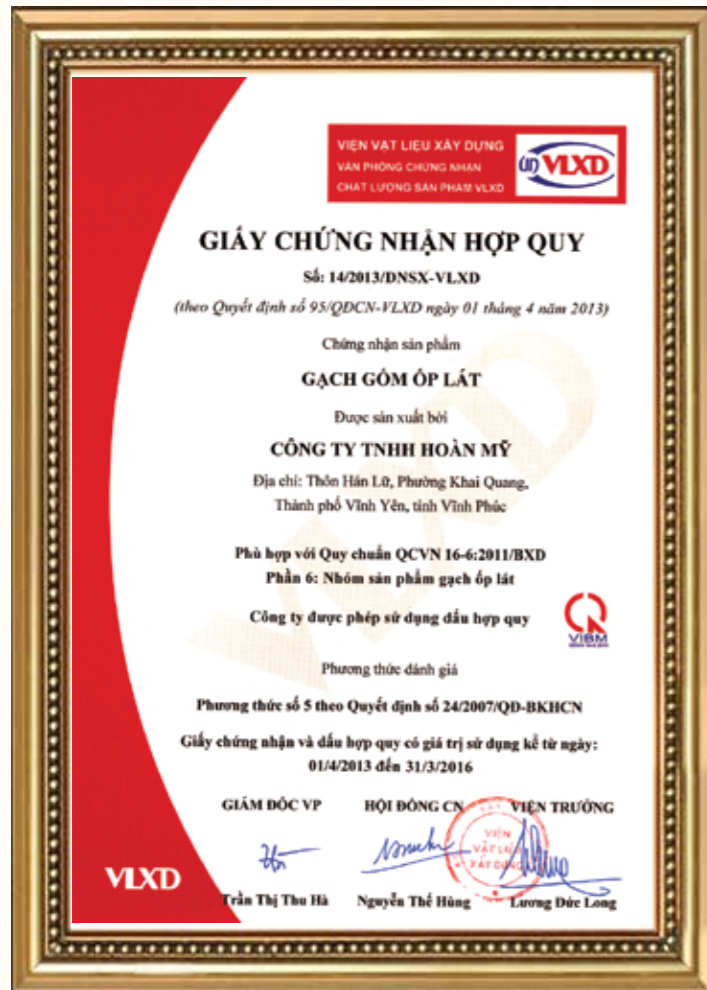 VIỆN VẬT LIỆU XÂY DỰNG
VĂN PHÒNG CHỨNG NHẬN
CHẤT LƯỢNG SẢN PHẨM VLXD
VLXD
GIẤY CHỨNG NHẬN HỢP QUY
Số: 14/2013/DNSX-VLXD
(theo Quyết định số 95/QĐCN-VLXD ngày 01 tháng 4 năm 2013)
Chứng nhận sản phẩm
GẠCH GỐM ỐP LÁT
Được sản xuất bởi
CÔNG TY TNHH HOÀN MỸ
Địa chỉ: Thôn Hán Lữ, Phường Khai Quang,
Thành phố Vĩnh Yên, tỉnh Vĩnh Phúc
Phù hợp với Quy chuẩn QCVN 16-6:2011/BXD
Phần 6: Nhóm sản phẩm gạch ốp lát
Công ty được phép sử dụng dấu hợp quy
VIBM
Phương thức đánh giá
Phương thức số 5 theo Quyết định số 24/2007/QĐ-BKHCN
Giấy chứng nhận và dấu hợp quy có giá trị sử dụng kể từ ngày:
01/4/2013 đến 31/3/2016
GIÁM ĐỐC VP HỘI ĐỒNG CN VIỆN TRƯỞNG
VIỆN
VẬT LIỆU
XÂY DỰNG
VLXD
Trần Thị Thu Hà Nguyễn Thế Hùng Lương Đức Long
VLXD